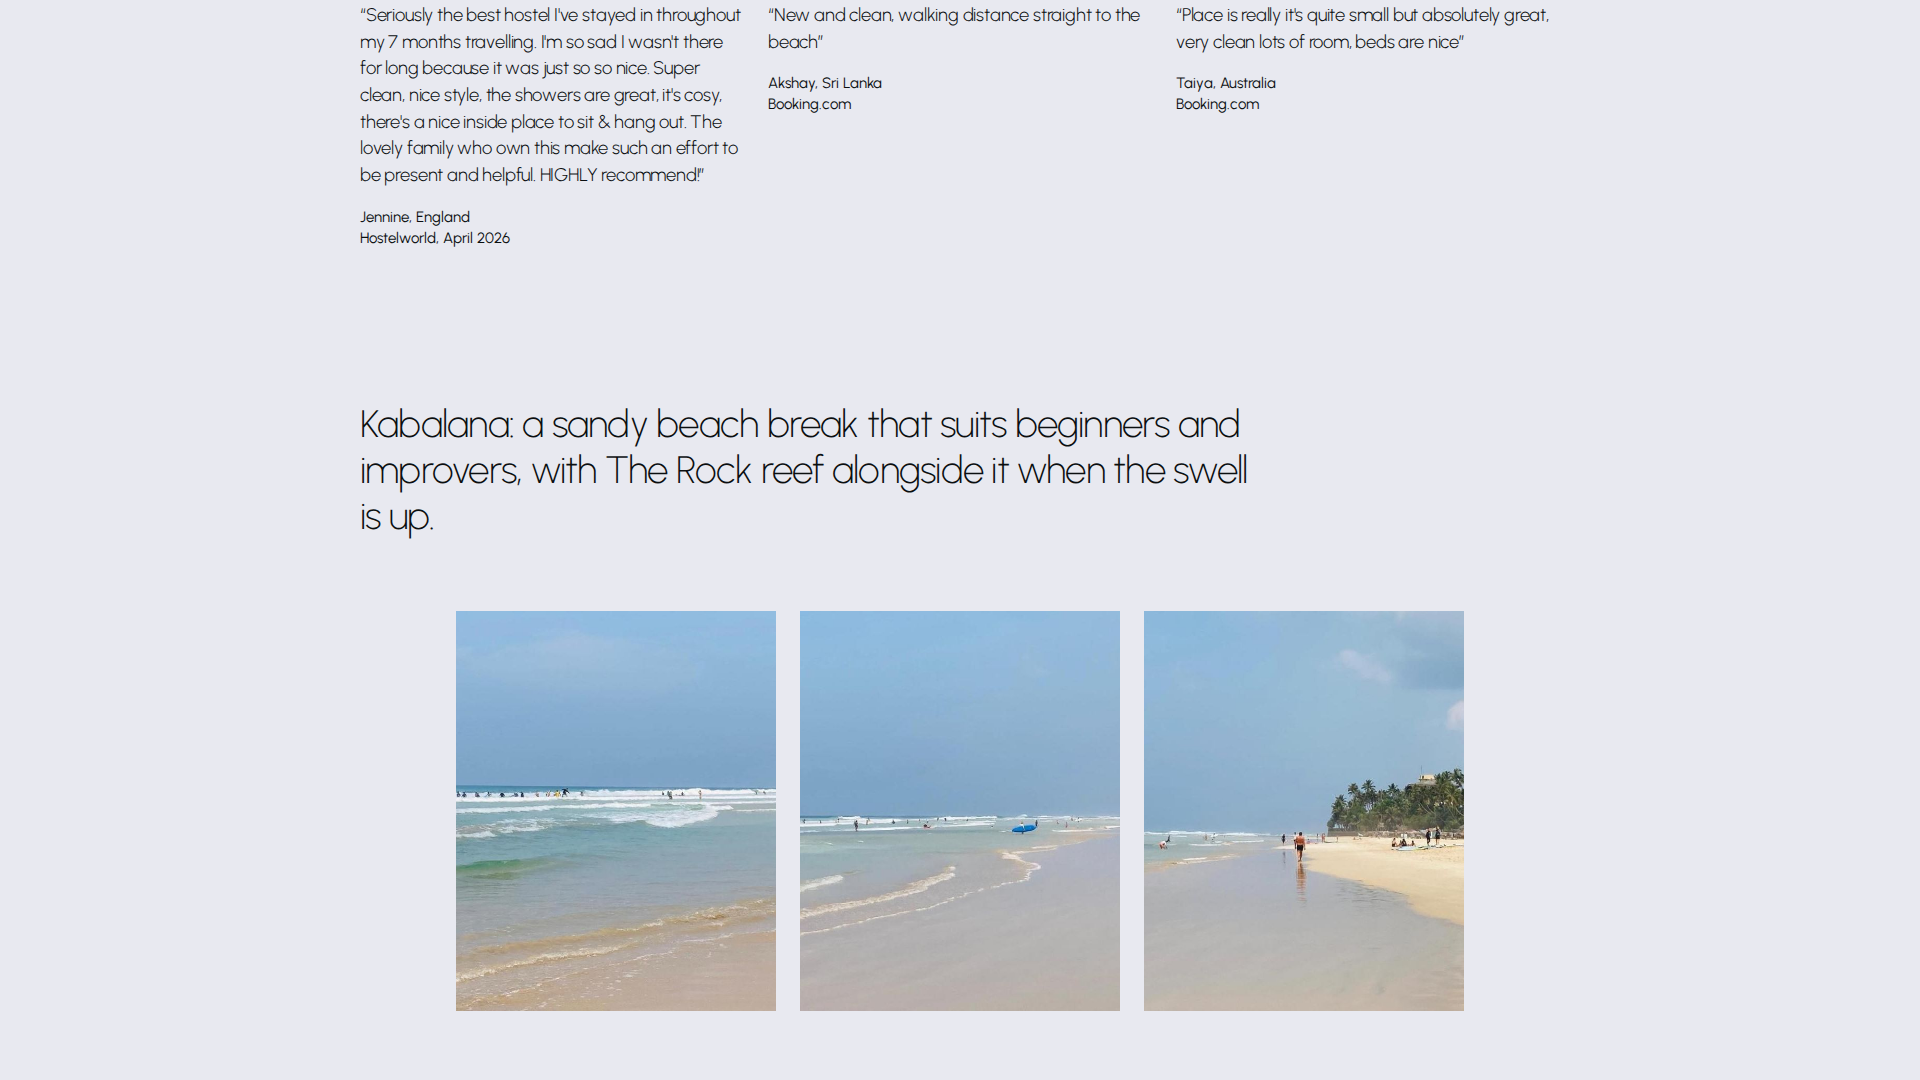 “Seriously the best hostel I've stayed in throughout
my 7 months travelling. I'm so sad I wasn't there
for long because it was just so so nice. Super
clean, nice style, the showers are great, it's cosy,
there's a nice inside place to sit & hang out. The
lovely family who own this make such an effort to
be present and helpful. HIGHLY recommend!”
Jennine, England
Hostelworld, April 2026
“New and clean, walking distance straight to the
beach”
Akshay, Sri Lanka
Booking.com
“Place is really it's quite small but absolutely great,
very clean lots of room, beds are nice”
Taiya, Australia
Booking.com
Kabalana: a sandy beach break that suits beginners and
improvers, with The Rock reef alongside it when the swell
is up.